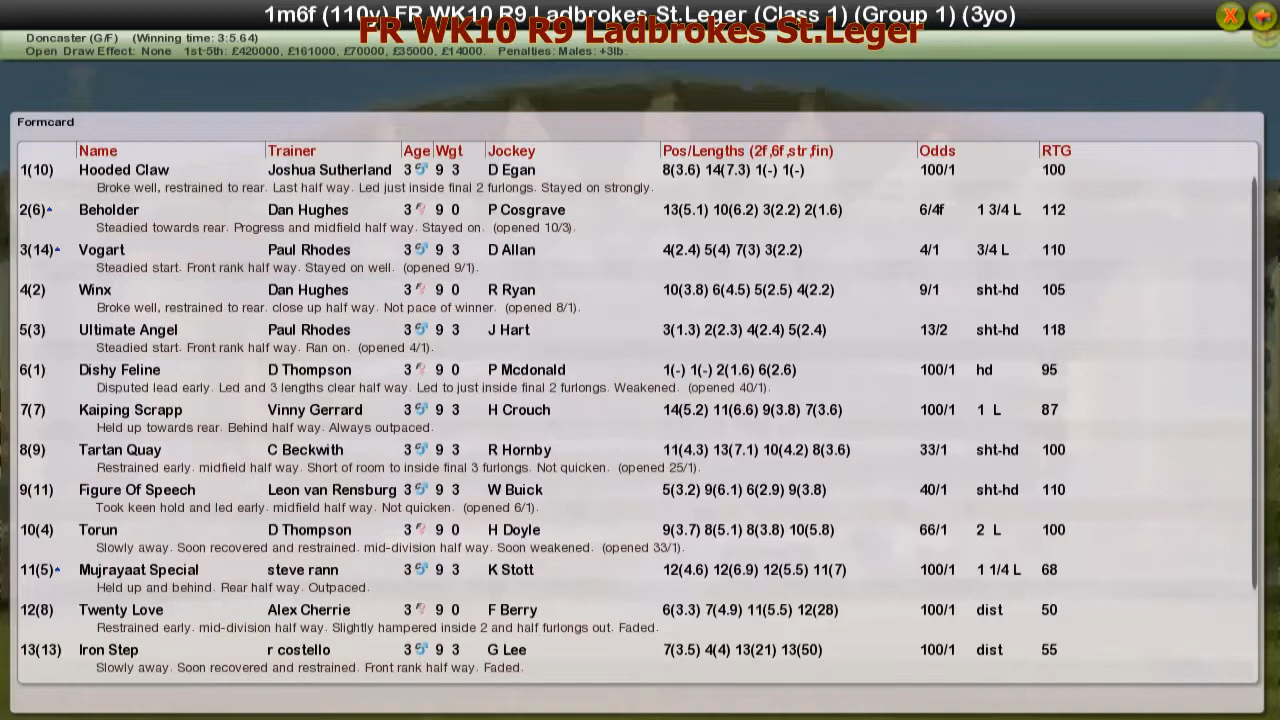 1m6f (110y) FR WK10 R9 Ladbrokes St.Leger (Class 1) (Group 1) (3yo)
FR WK10 R9 Ladbrokes St.Leger
Doncaster (G/F) (Winning time: 3:5.64)
Open Draw Effect: None 1st-5th: £420000, £161000, £70000, £35000, £14000. Penalties: Males: +3lb.
Formcard
Name Trainer Age Wgt Jockey Pos/Lengths (2f,6f,str,fin) Odds RTG
1(10) Hooded Claw Joshua Sutherland 3 9 3 D Egan 8(3.6) 14(7.3) 1(-) 1(-) 100/1 100
Broke well, restrained to rear. Last half way. Led just inside final 2 furlongs. Stayed on strongly.
2(6) Beholder Dan Hughes 3 9 0 P Cosgrave 13(5.1) 10(6.2) 3(2.2) 2(1.6) 6/4f 1 3/4 L 112
Steadied towards rear. Progress and midfield half way. Stayed on. (opened 10/3).
3(14) Vogart Paul Rhodes 3 9 3 D Allan 4(2.4) 5(4) 7(3) 3(2.2) 4/1 3/4 L 110
Steadied start. Front rank half way. Stayed on well. (opened 9/1).
4(2) Winx Dan Hughes 3 9 0 R Ryan 10(3.8) 6(4.5) 5(2.5) 4(2.2) 9/1 sht-hd 105
Broke well, restrained to rear. close up half way. Not pace of winner. (opened 8/1).
5(3) Ultimate Angel Paul Rhodes 3 9 3 J Hart 3(1.3) 2(2.3) 4(2.4) 5(2.4) 13/2 sht-hd 118
Steadied start. Front rank half way. Ran on. (opened 4/1).
6(1) Dishy Feline D Thompson 3 9 0 P Mcdonald 1(-) 1(-) 2(1.6) 6(2.6) 100/1 hd 95
Disputed lead early. Led and 3 lengths clear half way. Led to just inside final 2 furlongs. Weakened. (opened 40/1).
7(7) Kaiping Scrapp Vinny Gerrard 3 9 3 H Crouch 14(5.2) 11(6.6) 9(3.8) 7(3.6) 100/1 1 L 87
Held up towards rear. Behind half way. Always outpaced.
8(9) Tartan Quay C Beckwith 3 9 3 R Hornby 11(4.3) 13(7.1) 10(4.2) 8(3.6) 33/1 sht-hd 100
Restrained early. midfield half way. Short of room to inside final 3 furlongs. Not quicken. (opened 25/1).
9(11) Figure Of Speech Leon van Rensburg 3 9 3 W Buick 5(3.2) 9(6.1) 6(2.9) 9(3.8) 40/1 sht-hd 110
Took keen hold and led early. midfield half way. Not quicken. (opened 6/1).
10(4) Torun D Thompson 3 9 0 H Doyle 9(3.7) 8(5.1) 8(3.8) 10(5.8) 66/1 2 L 100
Slowly away. Soon recovered and restrained. mid-division half way. Soon weakened. (opened 33/1).
11(5) Mujrayaat Special steve rann 3 9 3 K Stott 12(4.6) 12(6.9) 12(5.5) 11(7) 100/1 1 1/4 L 68
Held up and behind. Rear half way. Outpaced.
12(8) Twenty Love Alex Cherrie 3 9 0 F Berry 6(3.3) 7(4.9) 11(5.5) 12(28) 100/1 dist 50
Restrained early. mid-division half way. Slightly hampered inside 2 and half furlongs out. Faded.
13(13) Iron Step r costello 3 9 3 G Lee 7(3.5) 4(4) 13(21) 13(50) 100/1 dist 55
Slowly away. Soon recovered and restrained. Front rank half way. Faded.